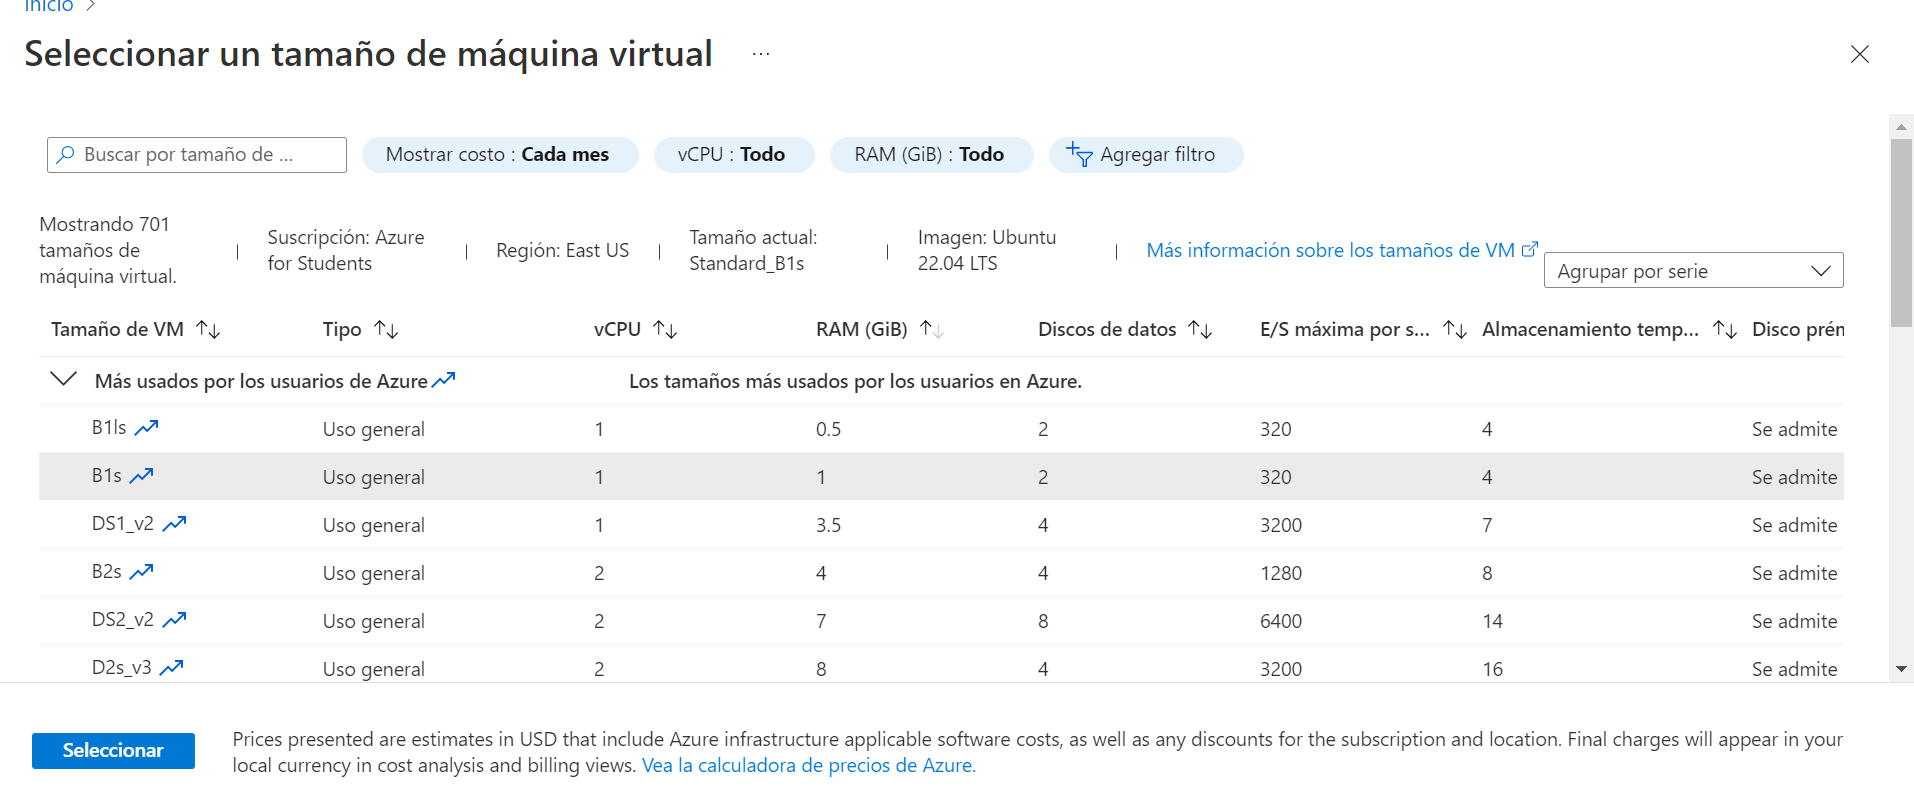 Inicio
Seleccionar un tamaño de máquina virtual ...
Buscar por tamaño de ...
Mostrar costo : Cada mes
vCPU : Todo
RAM (GiB) : Todo
Agregar filtro
Mostrando 701
tamaños de
máquina virtual.
Suscripción: Azure
for Students
Región: East US
Tamaño actual:
Standard_B1s
Imagen: Ubuntu
22.04 LTS
Más información sobre los tamaños de VM
Agrupar por serie
Tamaño de VM Tipo vCPU RAM (GiB) Discos de datos E/S máxima por s... Almacenamiento temp... Disco prém
Más usados por los usuarios de Azure Los tamaños más usados por los usuarios en Azure.
B1ls Uso general 1 0.5 2 320 4 Se admite
B1s Uso general 1 1 2 320 4 Se admite
DS1_v2 Uso general 1 3.5 4 3200 7 Se admite
B2s Uso general 2 4 4 1280 8 Se admite
DS2_v2 Uso general 2 7 8 6400 14 Se admite
D2s_v3 Uso general 2 8 4 3200 16 Se admite
Seleccionar
Prices presented are estimates in USD that include Azure infrastructure applicable software costs, as well as any discounts for the subscription and location. Final charges will appear in your
local currency in cost analysis and billing views. Vea la calculadora de precios de Azure.